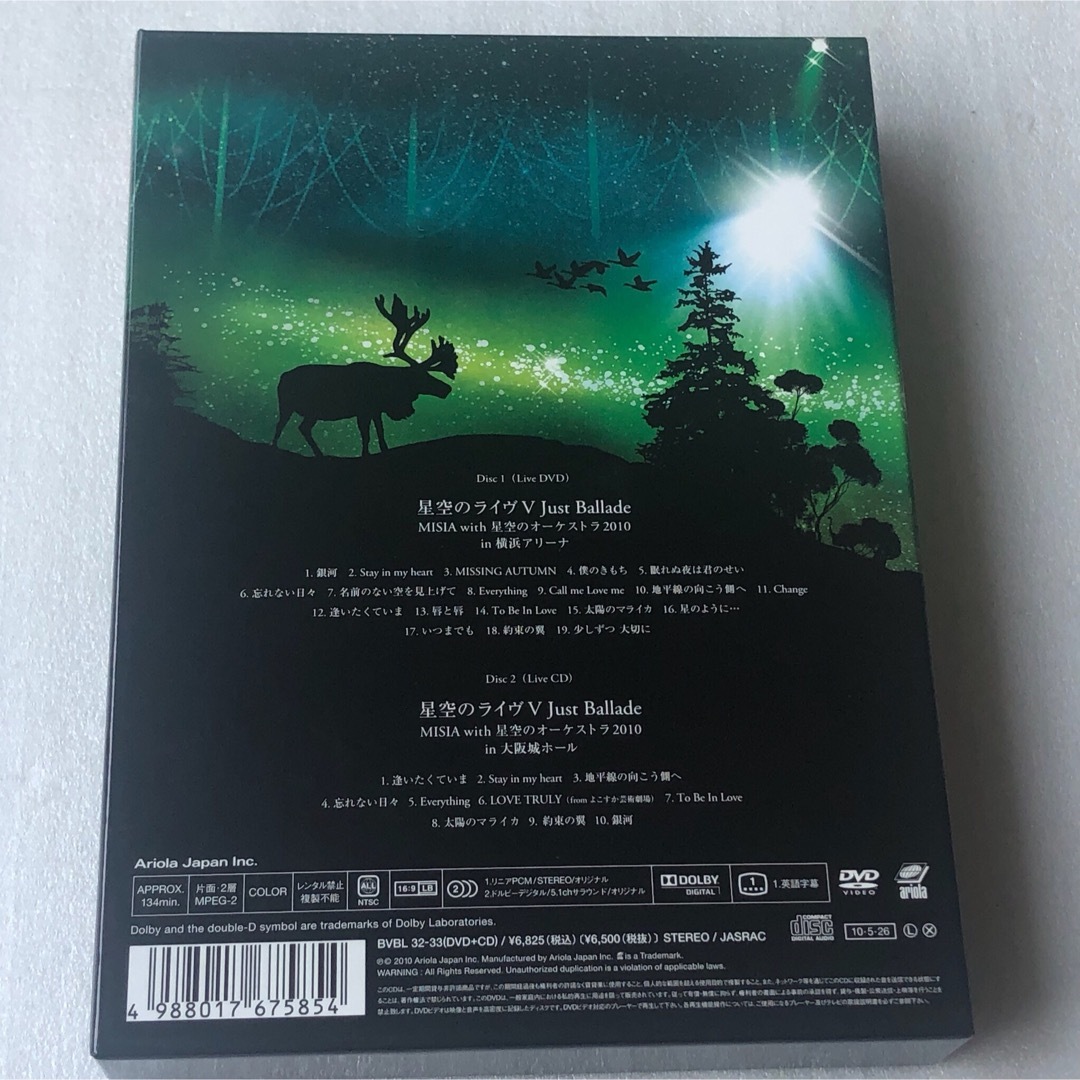 Disc 1（Live DVD）
星空のライヴ V Just Ballade
MISIA with 星空のオーケストラ2010
in 横浜アリーナ
1. 銀河 2. Stay in my heart 3. MISSING AUTUMN 4. 僕のきもち 5. 眠れぬ夜は君のせい
6. 忘れない日々 7. 名前のない空を見上げて 8. Everything 9. Call me Love me 10. 地平線の向こう側へ 11. Change
12. 逢いたくていま 13. 唇と唇 14. To Be In Love 15. 太陽のマライカ 16. 星のように…
17. いつまでも 18. 約束の翼 19. 少しずつ 大切に
Disc 2（Live CD）
星空のライヴ V Just Ballade
MISIA with 星空のオーケストラ2010
in 大阪城ホール
1. 逢いたくていま 2. Stay in my heart 3. 地平線の向こう側へ
4. 忘れない日々 5. Everything 6. LOVE TRULY（from よこすか芸術劇場） 7. To Be In Love
8. 太陽のマライカ 9. 約束の翼 10. 銀河
Ariola Japan Inc.
APPROX. 134min.
片面・2層 MPEG-2
COLOR
レンタル禁止 複製不能
ALL NTSC
16:9 LB
2
1.リニアPCM/STEREO/オリジナル
2.ドルビーデジタル/5.1chサラウンド/オリジナル
DOLBY DIGITAL
1
1.英語字幕
DVD VIDEO
ariola
Dolby and the double-D symbol are trademarks of Dolby Laboratories.
BVBL 32-33(DVD+CD) / ¥6,825(税込)〔¥6,500(税抜)〕STEREO / JASRAC
COMPACT disc DIGITAL AUDIO
10・5・26
L X
℗© 2010 Ariola Japan Inc. Manufactured by Ariola Japan Inc. is a Trademark.
WARNING : All Rights Reserved. Unauthorized duplication is a violation of applicable laws.
4 988017 675854